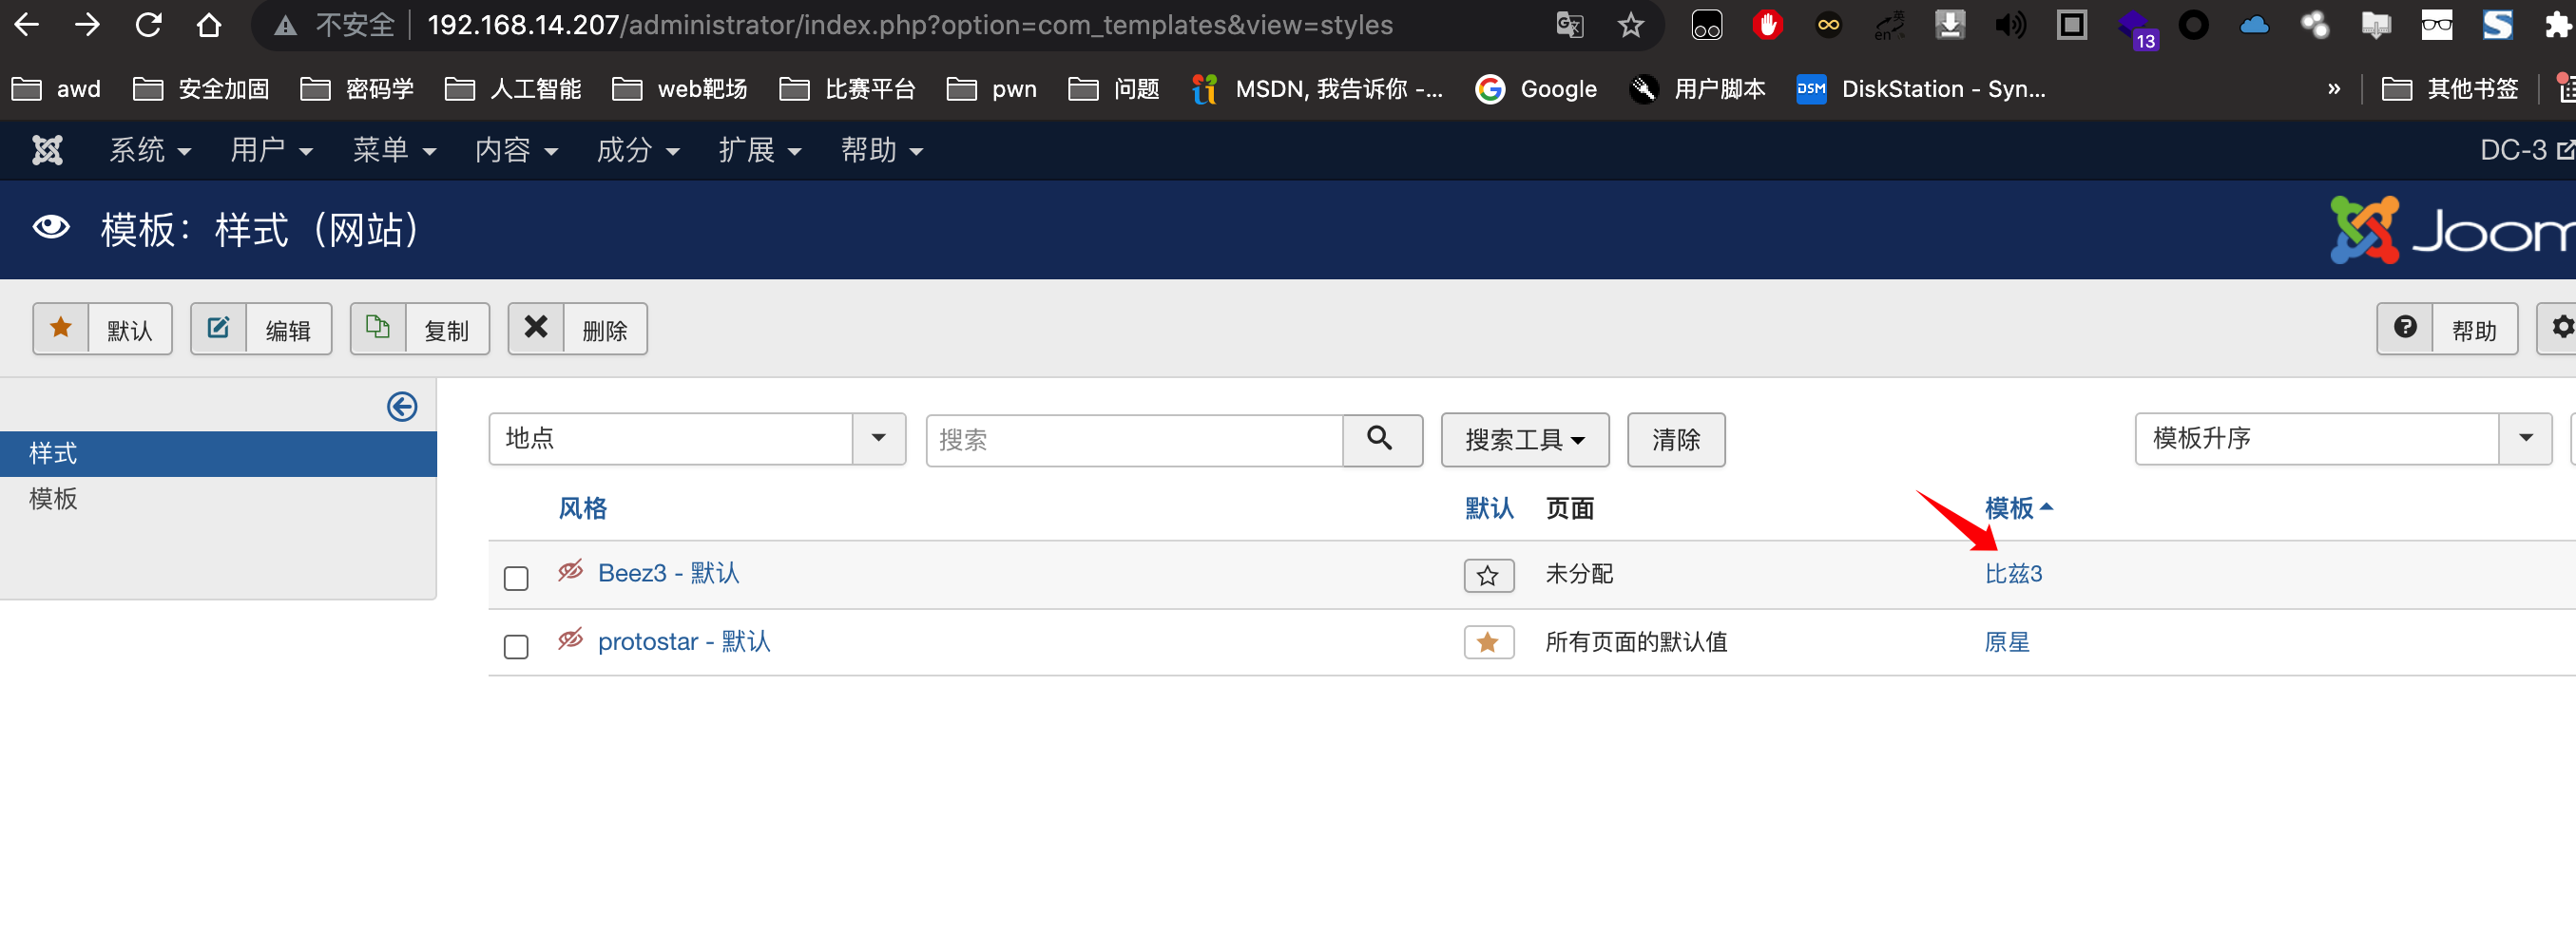 不安全 192.168.14.207/administrator/index.php?option=com_templates&view=styles
英 en 13
awd 安全加固 密码学 人工智能 web靶场 比赛平台 pwn 问题 MSDN, 我告诉你 -... Google 用户脚本 DSM DiskStation - Syn... » 其他书签
系统 用户 菜单 内容 成分 扩展 帮助 DC-3
模板：样式（网站） Joom
默认 编辑 复制 删除 帮助
样式
模板
地点 搜索 搜索工具 清除 模板升序
风格 默认 页面 模板
Beez3 - 默认 未分配 比兹3
protostar - 默认 所有页面的默认值 原星